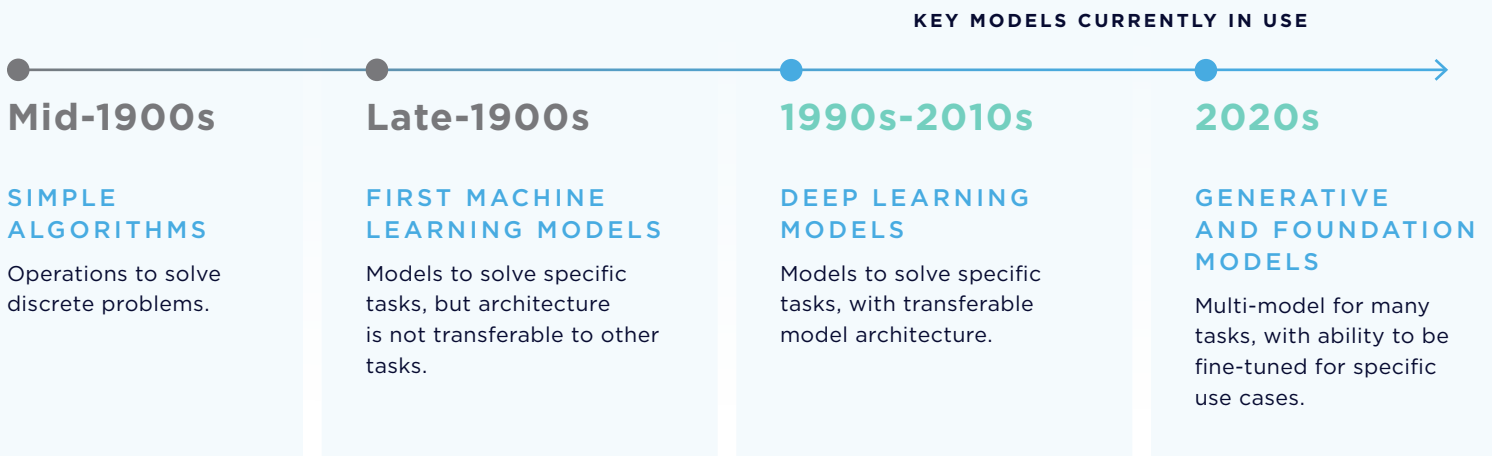 KEY MODELS CURRENTLY IN USE
Mid-1900s
SIMPLE
ALGORITHMS
Operations to solve
discrete problems.
Late-1900s
FIRST MACHINE
LEARNING MODELS
Models to solve specific
tasks, but architecture
is not transferable to other
tasks.
1990s-2010s
DEEP LEARNING
MODELS
Models to solve specific
tasks, with transferable
model architecture.
2020s
GENERATIVE
AND FOUNDATION
MODELS
Multi-model for many
tasks, with ability to be
fine-tuned for specific
use cases.